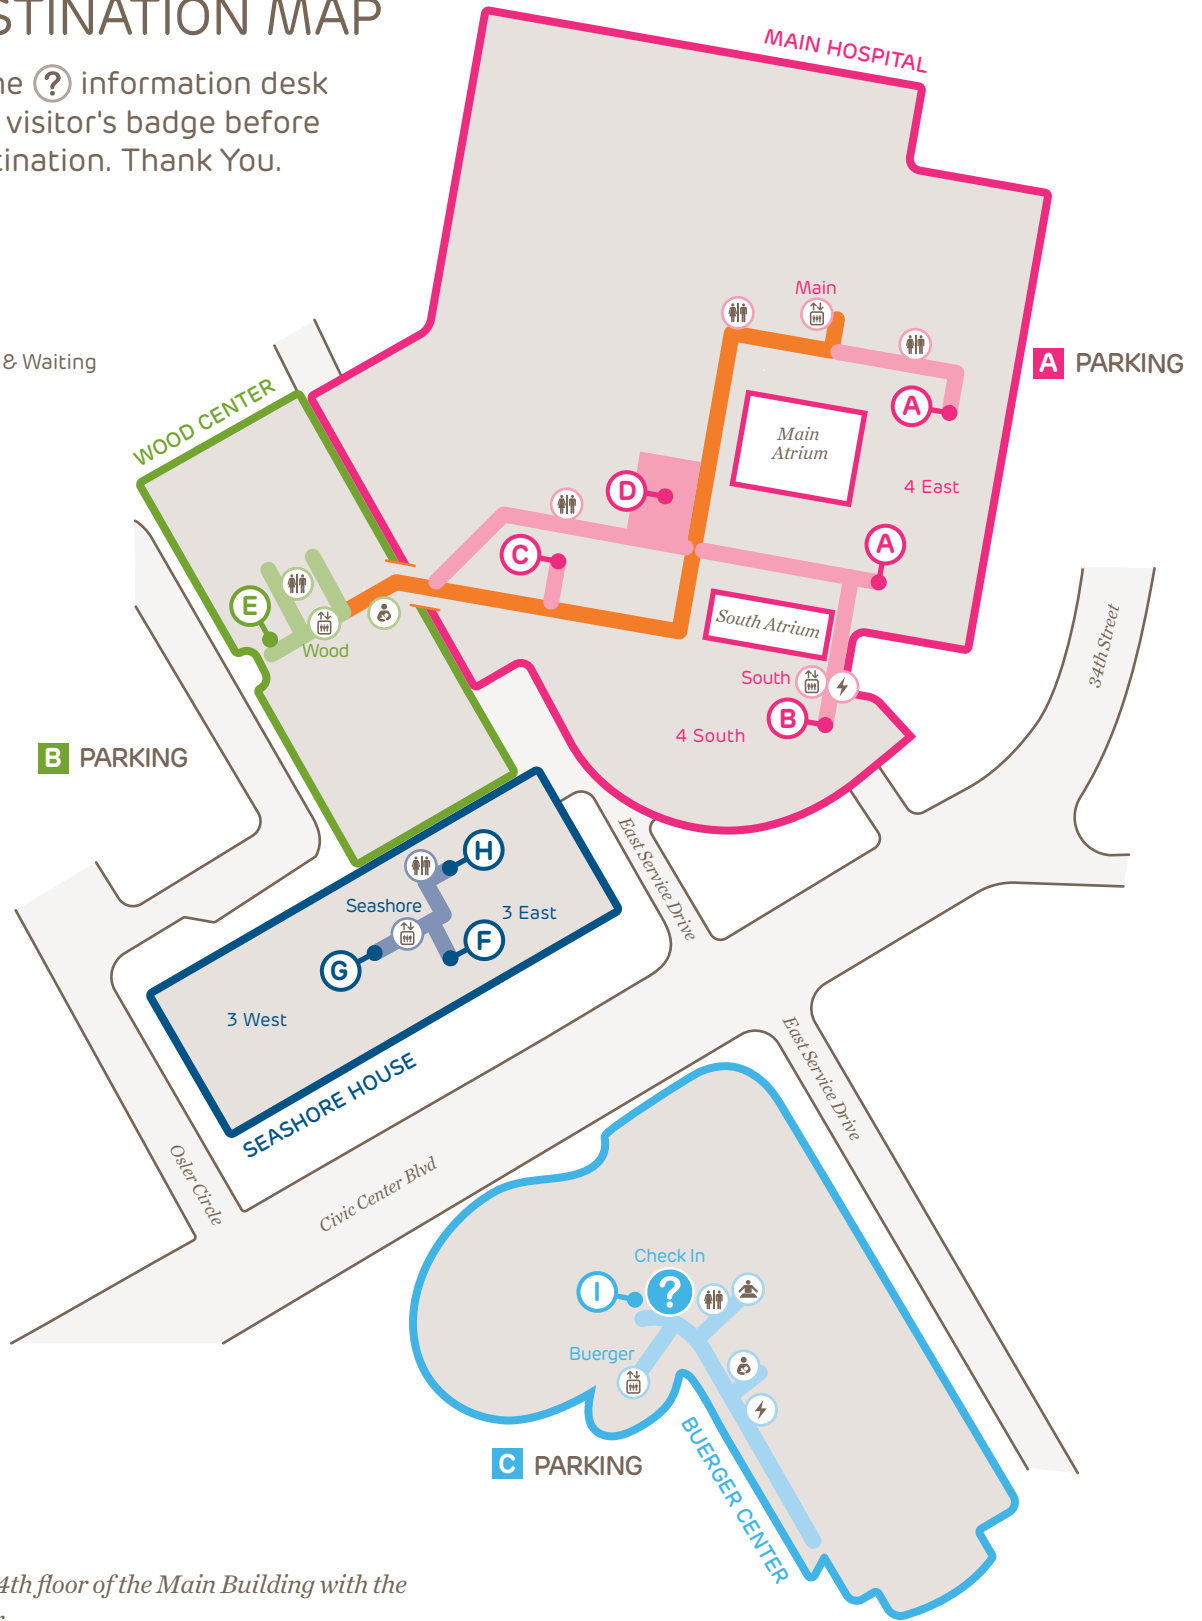 STINATION MAP
ne ? information desk
visitor's badge before
tination. Thank You.
MAIN HOSPITAL
& Waiting
WOOD CENTER
Main
A PARKING
A
Main
Atrium
4 East
D
C
A
E
Wood
South Atrium
34th Street
South
B
4 South
B PARKING
East Service Drive
H
Seashore
3 East
F
G
3 West
SEASHORE HOUSE
East Service Drive
Osler Circle
Civic Center Blvd
Check In
I
?
Buerger
C PARKING
BUERGER CENTER
4th floor of the Main Building with the